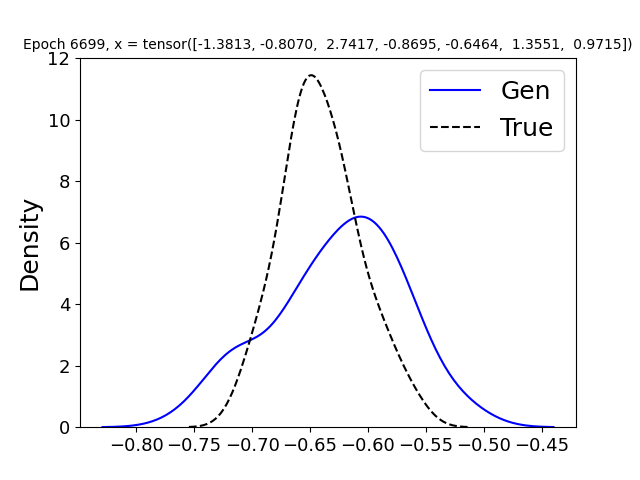 Epoch 6699, x = tensor([-1.3813, -0.8070,  2.7417, -0.8695, -0.6464,  1.3551,  0.9715])
12
10
8
6
4
2
0
Density
Gen
True
−0.80 −0.75 −0.70 −0.65 −0.60 −0.55 −0.50 −0.45